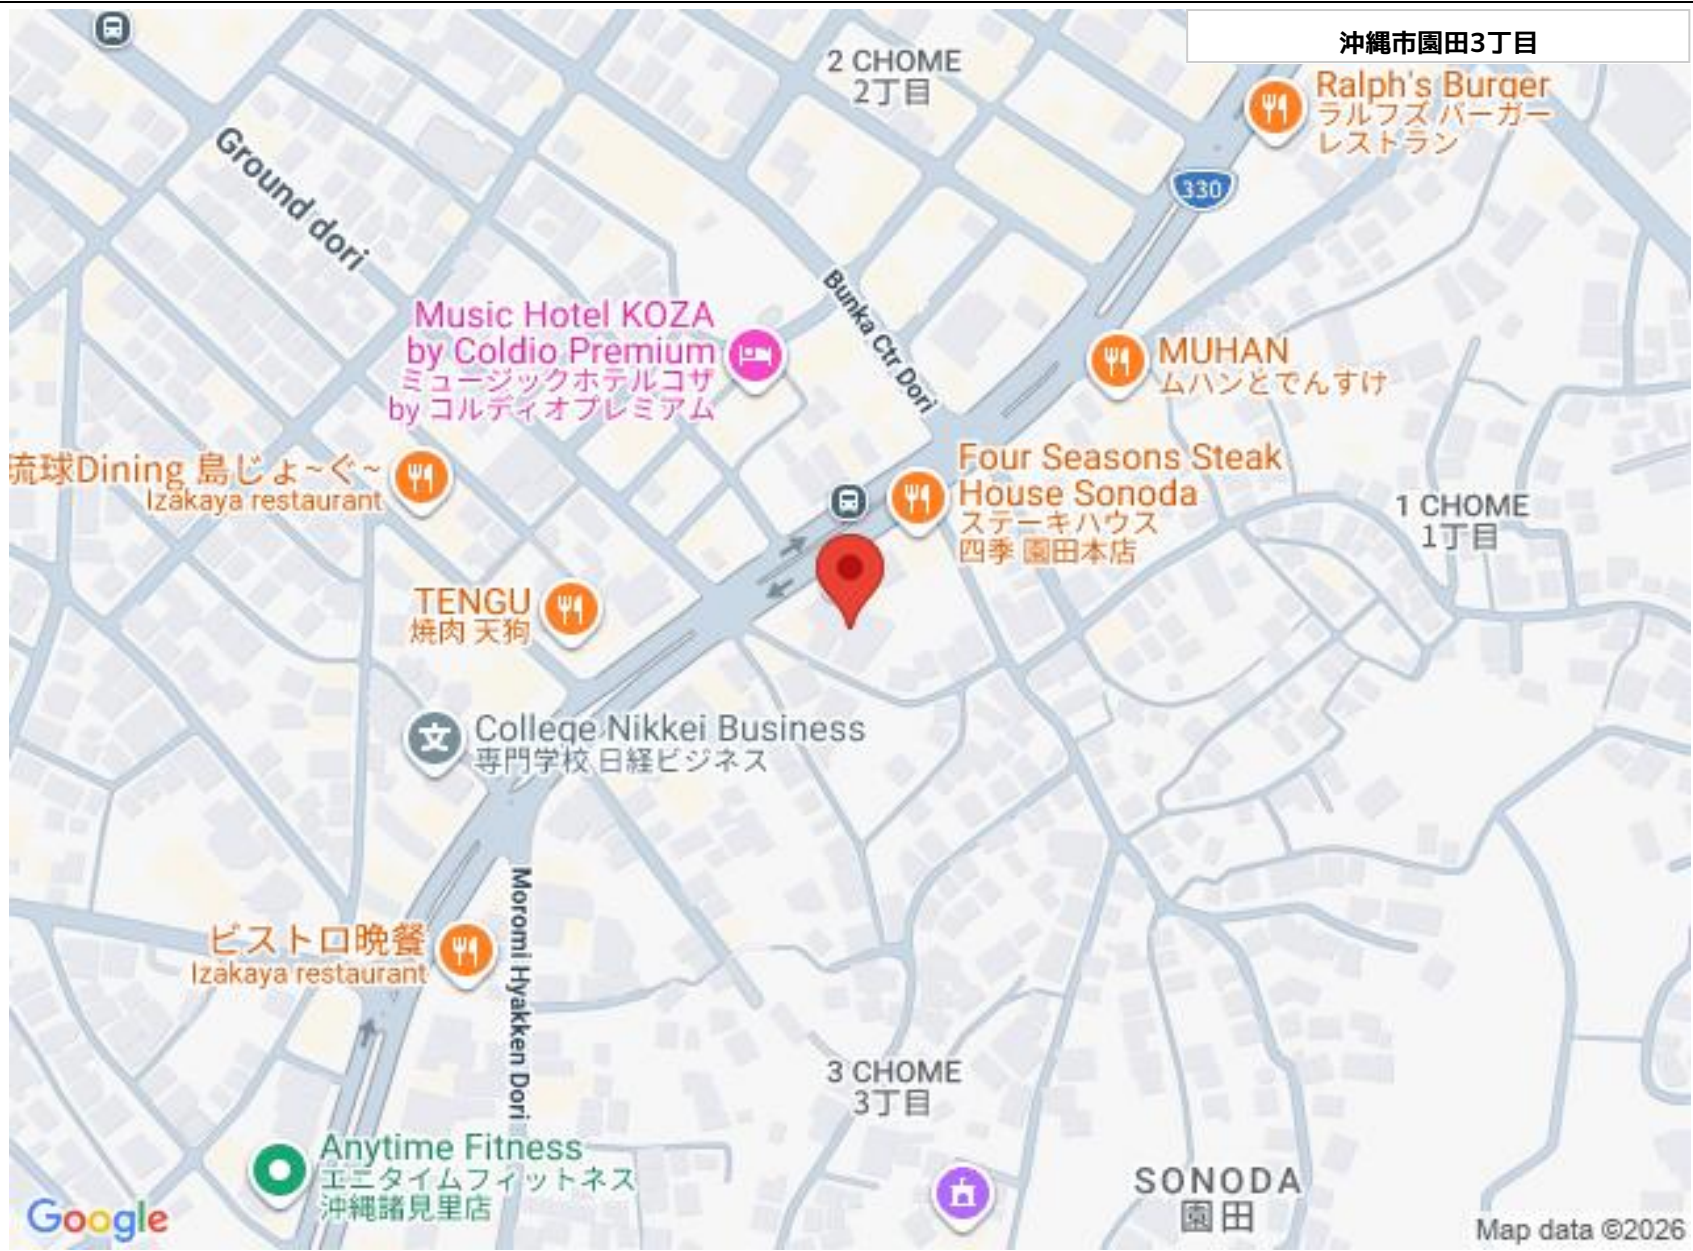 沖縄市園田3丁目
2 CHOME
2丁目
Ralph's Burger
ラルフズ バーガー
レストラン
330
Ground dori
Bunka Ctr Dori
Music Hotel KOZA
by Coldio Premium
ミュージックホテルコザ
by コルディオプレミアム
MUHAN
ムハンとでんすけ
流球Dining 島じょ~ぐ~
Izakaya restaurant
Four Seasons Steak
House Sonoda
ステーキハウス
四季 園田本店
1 CHOME
1丁目
TENGU
焼肉 天狗
College Nikkei Business
専門学校 日経ビジネス
文
Moromi Hyakken Dori
ビストロ晩餐
Izakaya restaurant
3 CHOME
3丁目
Anytime Fitness
エニタイムフィットネス
沖縄諸見里店
SONODA
園田
Google
Map data ©2026